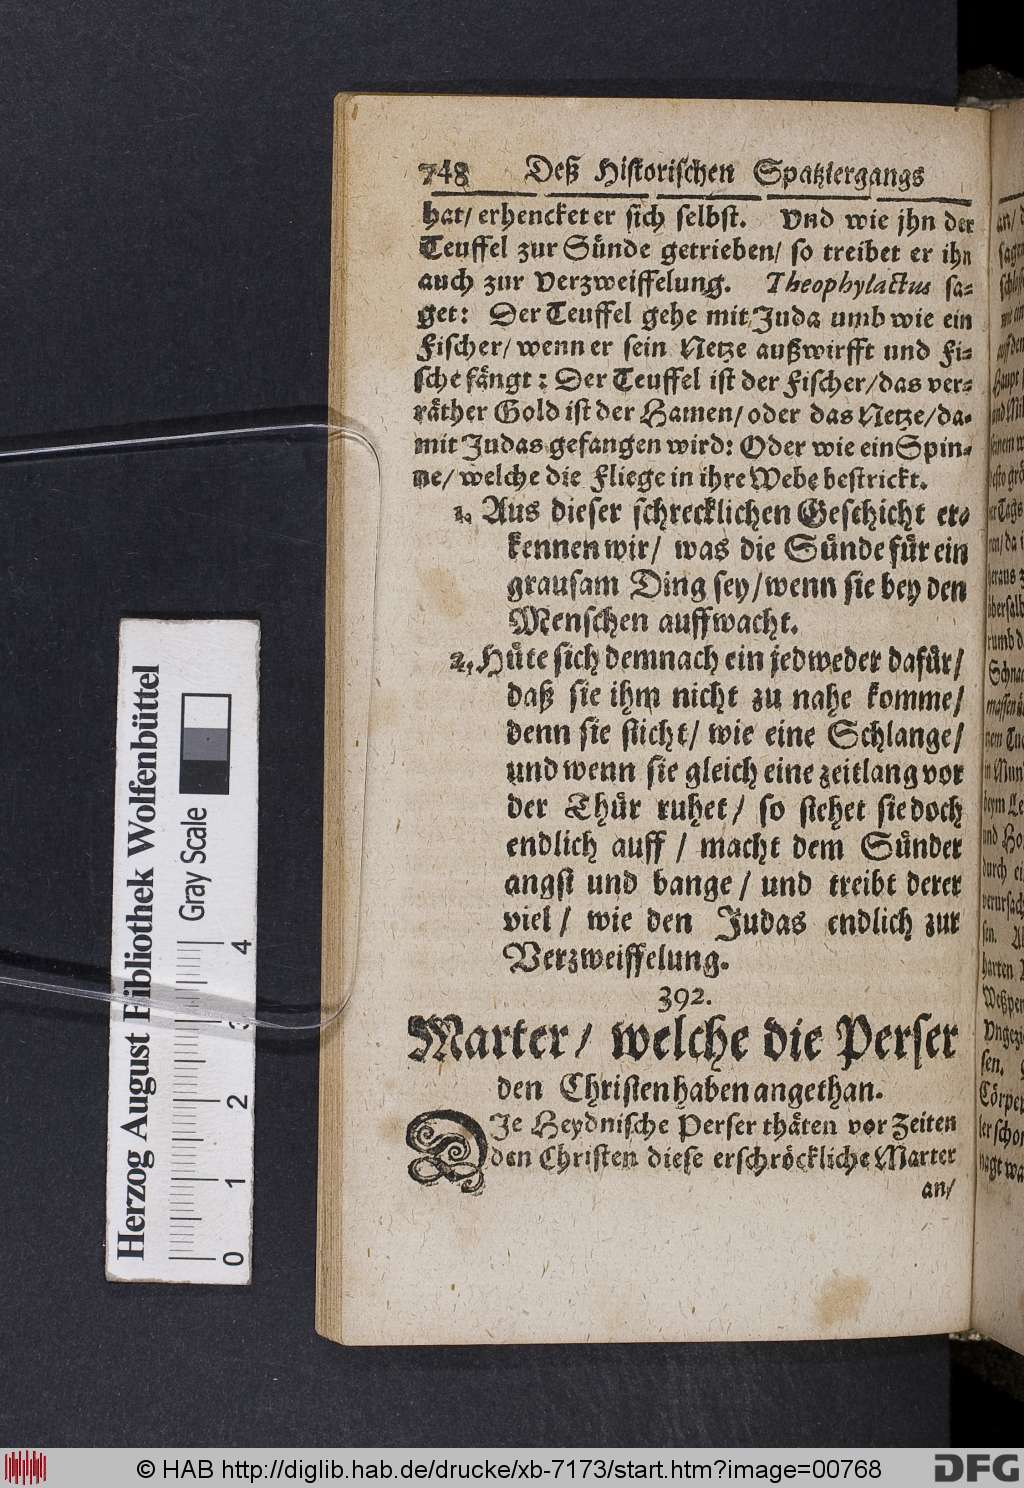 748 Deß Historischen Spatziergangs
hat/ erhencket er sich selbst. Vnd wie jhn der
Teuffel zur Sünde getrieben/ so treibet er ihn
auch zur Verzweiffelung. Theophylactus sa-
get: Der Teuffel gehe mit Juda umb wie ein
Fischer/ wenn er sein Netze außwirfft und Fi-
sche fängt: Der Teuffel ist der Fischer/ das ver-
räther Gold ist der Hamen/ oder das Netze/ da-
mit Judas gefangen wird: Oder wie ein Spin-
ne/ welche die Fliege in ihre Webe bestrickt.
1. Aus dieser schrecklichen Geschicht er-
kennen wir/ was die Sünde für ein
grausam Ding sey/ wenn sie bey den
Menschen auffwacht.
2. Hüte sich demnach ein jedweder dafür/
daß sie ihm nicht zu nahe komme/
denn sie sticht/ wie eine Schlange/
und wenn sie gleich eine zeitlang vor
der Thür ruhet/ so stehet sie doch
endlich auff/ macht dem Sünder
angst und bange/ und treibt derer
viel/ wie den Judas endlich zur
Verzweiffelung.
392.
Marter/ welche die Perser
den Christen haben angethan.
DJe Heydnische Perser thäten vor Zeiten
den Christen diese erschröckliche Marter
an/
Herzog August Bibliothek Wolfenbüttel
Gray Scale
0 1 2 3 4
© HAB http://diglib.hab.de/drucke/xb-7173/start.htm?image=00768
DFG